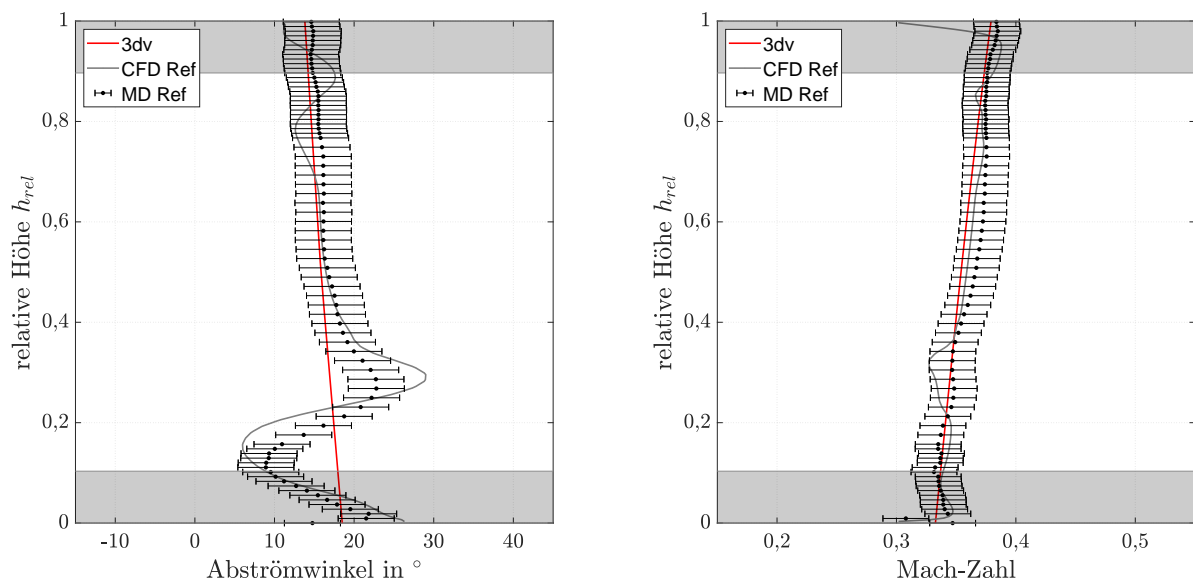 1
0,8
0,6
0,4
0,2
0
relative Höhe h_rel
3dv
CFD Ref
MD Ref
-10
0
10
20
30
40
Abströmwinkel in °
1
0,8
0,6
0,4
0,2
0
relative Höhe h_rel
3dv
CFD Ref
MD Ref
0,2
0,3
0,4
0,5
Mach-Zahl